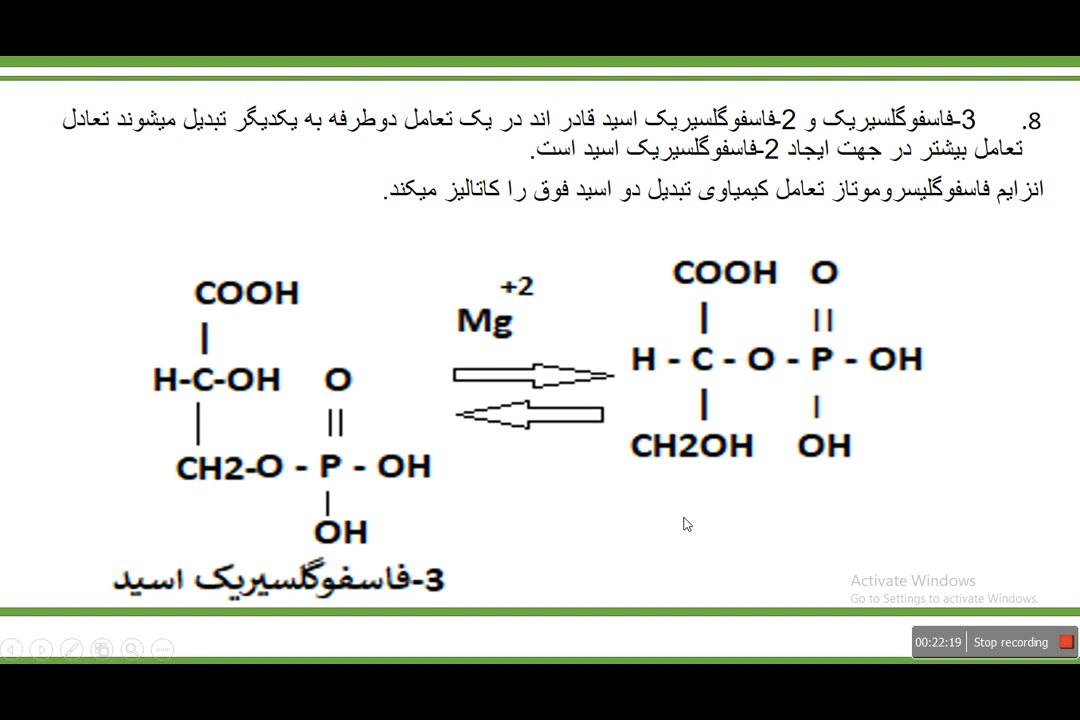 8. 3-فاسفوگلسیریک و 2-فاسفوگلسیریک اسید قادر اند در یک تعامل دوطرفه به یکدیگر تبدیل میشوند تعادل
تعامل بیشتر در جهت ایجاد 2-فاسفوگلسیریک اسید است.
انزایم فاسفوگلیسروموتاز تعامل کیمیاوی تبدیل دو اسید فوق را کاتالیز میکند.
COOH
H-C-OH O
CH2-O - P - OH
OH
3-فاسفوگلسیریک اسید
+2
Mg
COOH O
H - C - O - P - OH
CH2OH OH
Activate Windows
Go to Settings to activate Windows.
00:22:19 Stop recording